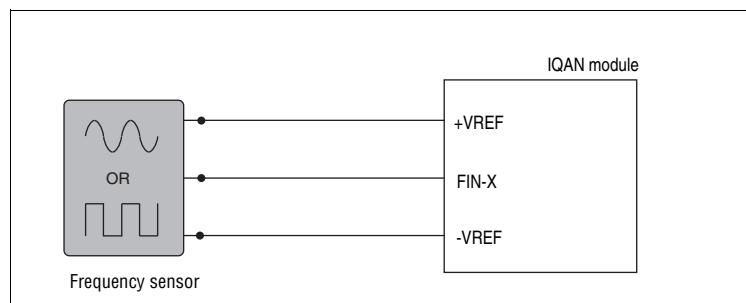 IQAN module
+VREF
OR
FIN-X
-VREF
Frequency sensor